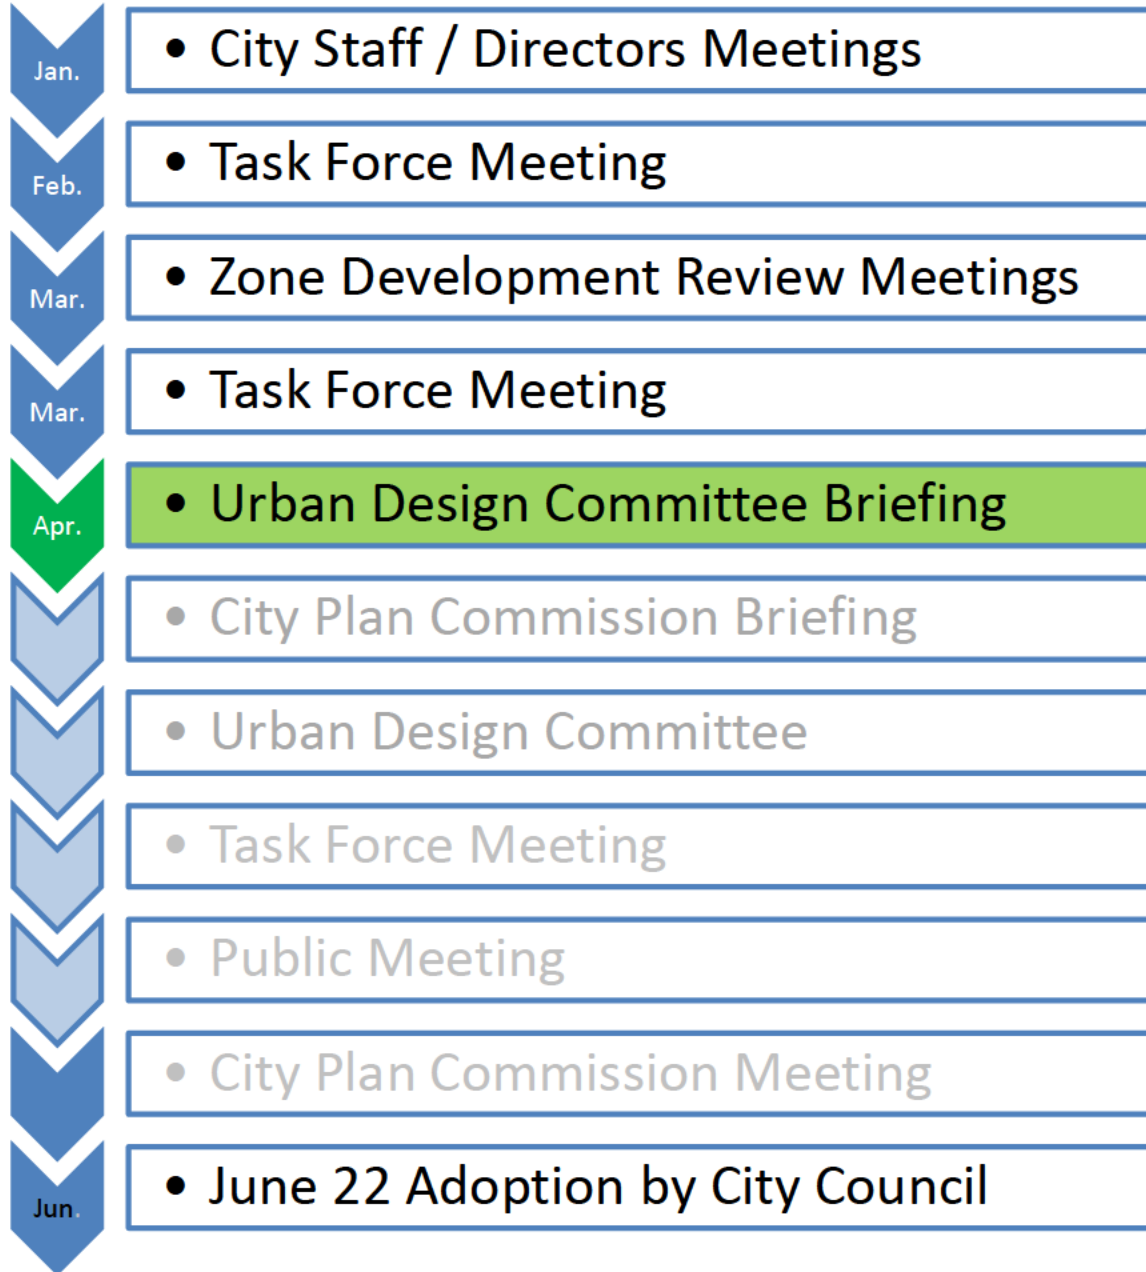 Jan.
• City Staff / Directors Meetings
Feb.
• Task Force Meeting
Mar.
• Zone Development Review Meetings
Mar.
• Task Force Meeting
Apr.
• Urban Design Committee Briefing
• City Plan Commission Briefing
• Urban Design Committee
• Task Force Meeting
• Public Meeting
• City Plan Commission Meeting
Jun.
• June 22 Adoption by City Council